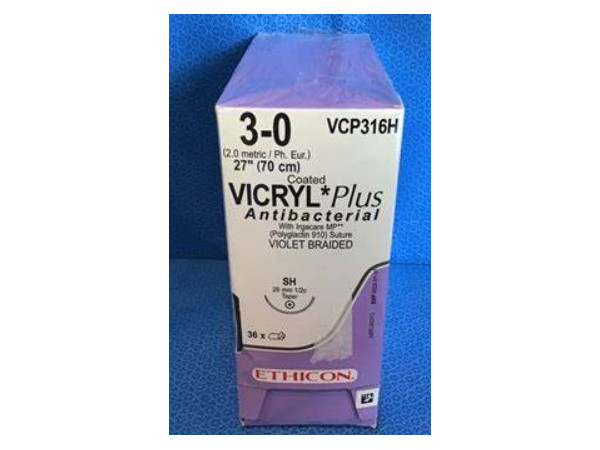 3-0
VCP316H
(2.0 metric / Ph. Eur.)
27" (70 cm)
Coated
VICRYL* Plus
Antibacterial
With Irgacare MP**
(Polyglactin 910) Suture
VIOLET BRAIDED
SH
26 mm 1/2c
Taper
36 x
ETHICON